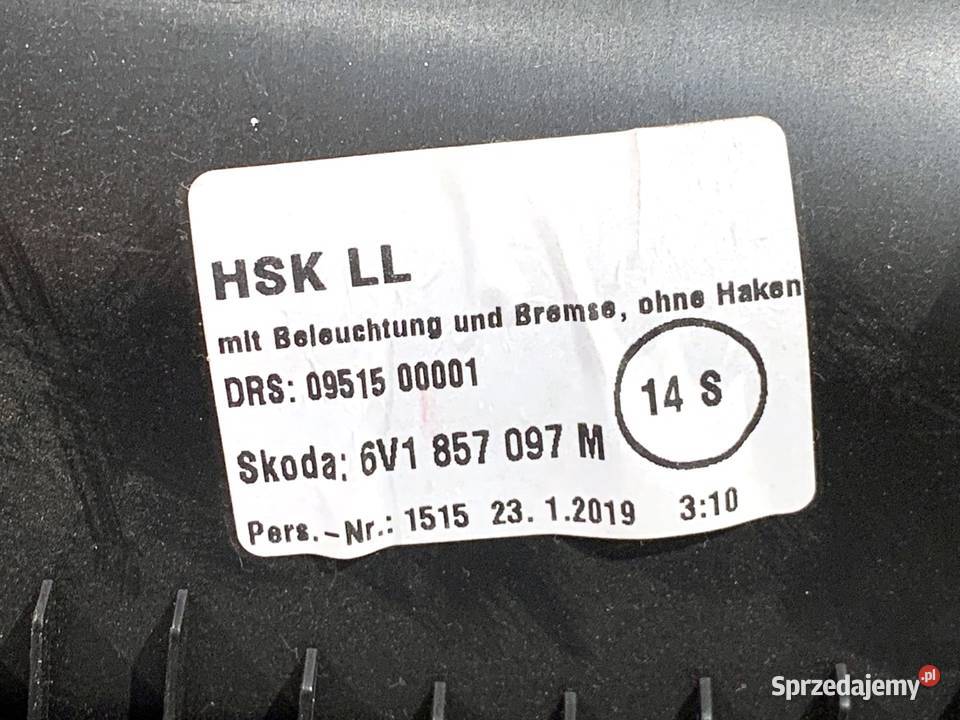 HSK LL
mit Beleuchtung und Bremse, ohne Haken
DRS: 09515 00001
14 S
Skoda: 6V1 857 097 M
Pers.-Nr.: 1515 23. 1.2019 3:10
Sprzedajemy.pl